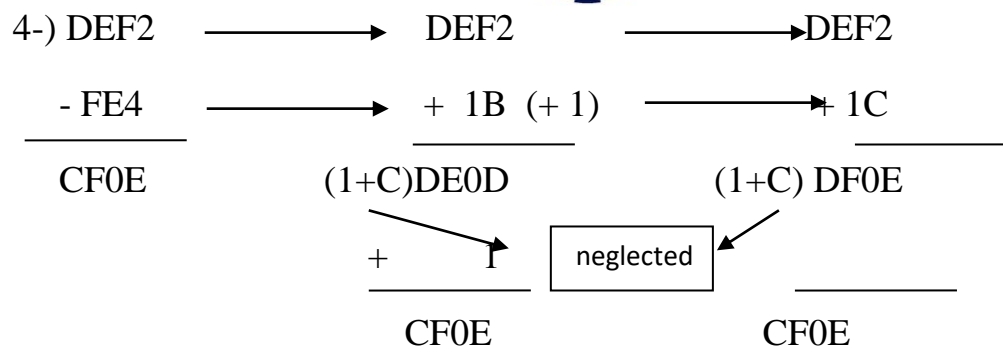 4-) DEF2 DEF2 DEF2
- FE4 + 1B (+ 1) + 1C
CF0E (1+C)DE0D (1+C) DF0E
+ 1 neglected
CF0E CF0E